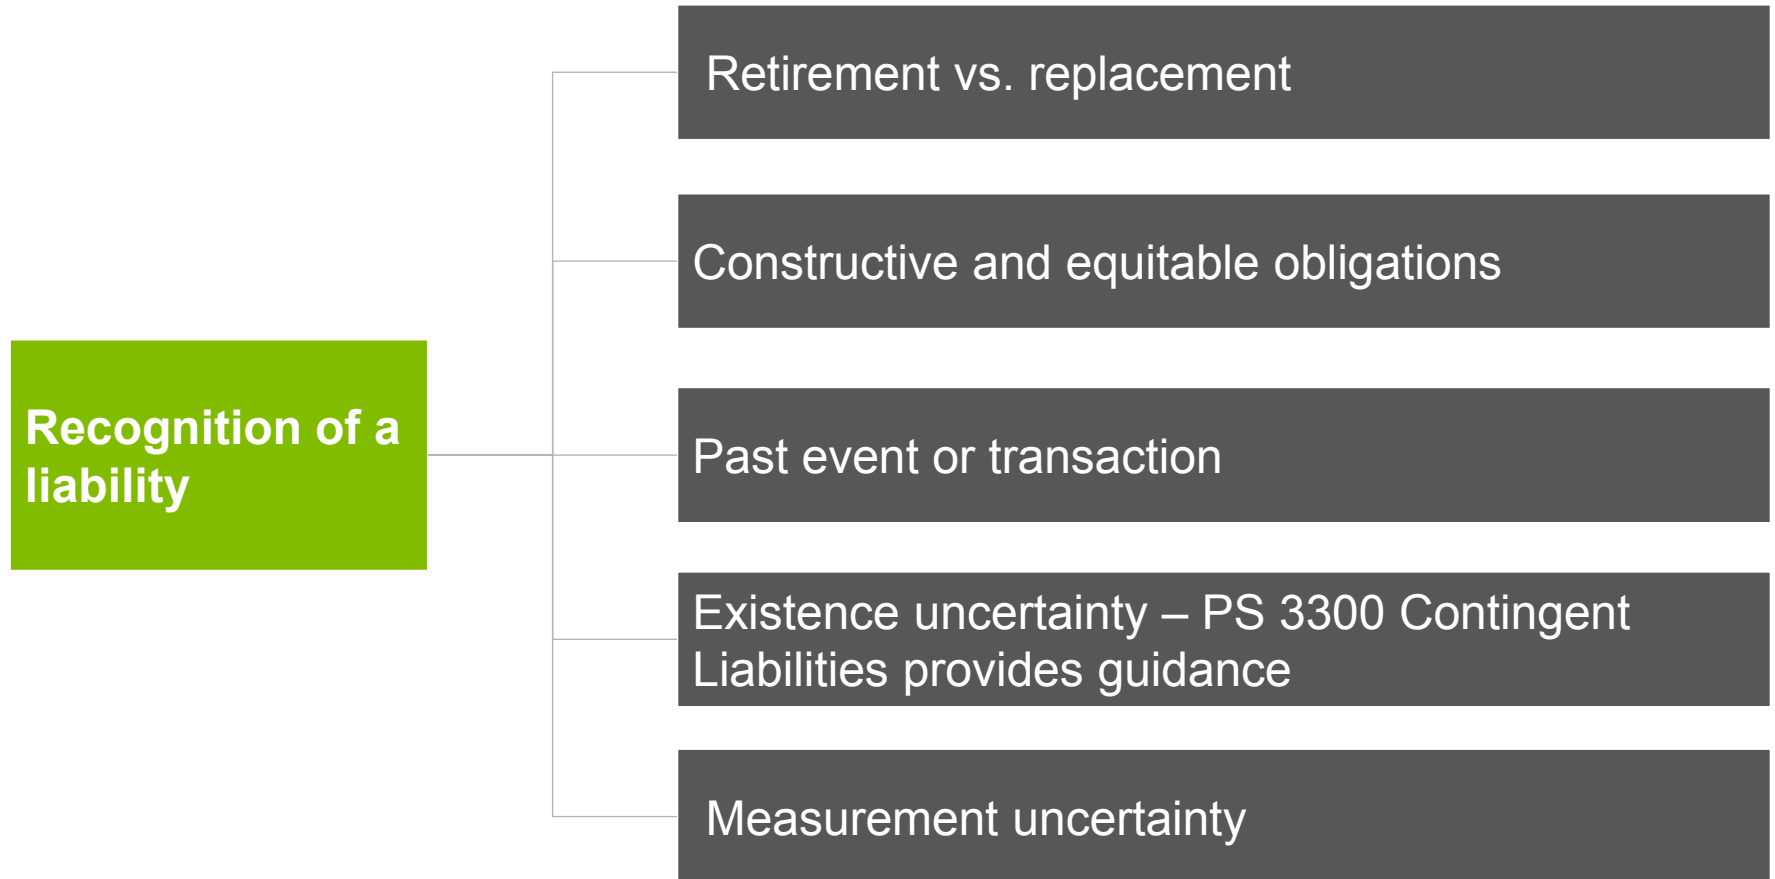 Retirement vs. replacement
Constructive and equitable obligations
Recognition of a
liability
Past event or transaction
Existence uncertainty – PS 3300 Contingent
Liabilities provides guidance
Measurement uncertainty